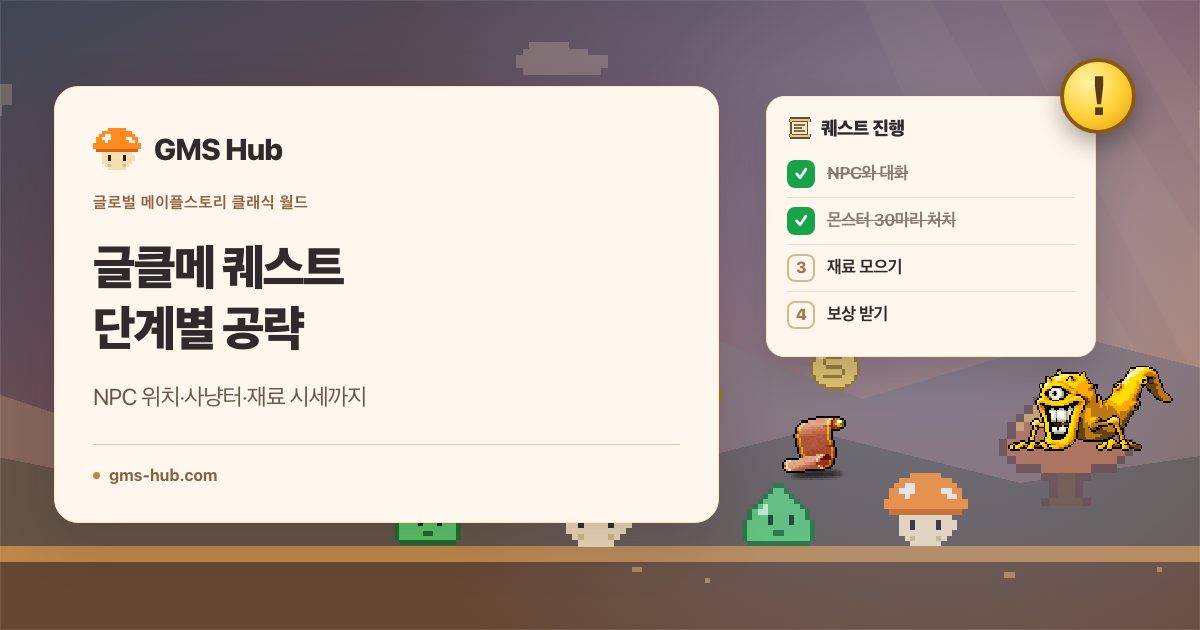 GMS Hub
글로벌 메이플스토리 클래식 월드
글클메 퀘스트
단계별 공략
NPC 위치·사냥터·재료 시세까지
gms-hub.com
!
퀘스트 진행
NPC와 대화
몬스터 30마리 처치
3 재료 모으기
4 보상 받기
S